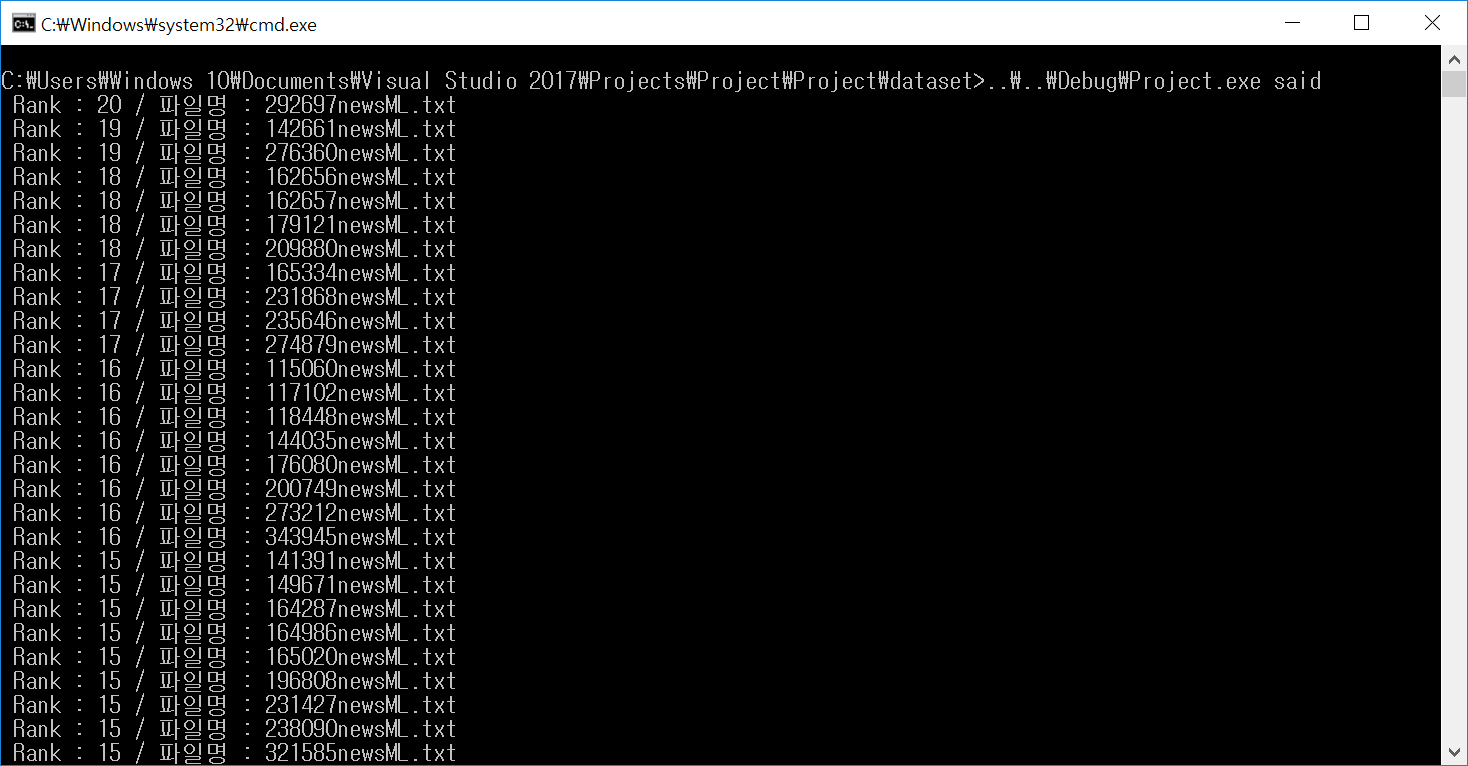 C:₩Windows₩system32₩cmd.exe
C:₩Users₩Windows 10₩Documents₩Visual Studio 2017₩Projects₩Project₩Project₩dataset>..₩..₩Debug₩Project.exe said
Rank : 20 / 파일명 : 292697newsML.txt
Rank : 19 / 파일명 : 142661newsML.txt
Rank : 19 / 파일명 : 276360newsML.txt
Rank : 18 / 파일명 : 162656newsML.txt
Rank : 18 / 파일명 : 162657newsML.txt
Rank : 18 / 파일명 : 179121newsML.txt
Rank : 18 / 파일명 : 209880newsML.txt
Rank : 17 / 파일명 : 165334newsML.txt
Rank : 17 / 파일명 : 231868newsML.txt
Rank : 17 / 파일명 : 235646newsML.txt
Rank : 17 / 파일명 : 274879newsML.txt
Rank : 16 / 파일명 : 115060newsML.txt
Rank : 16 / 파일명 : 117102newsML.txt
Rank : 16 / 파일명 : 118448newsML.txt
Rank : 16 / 파일명 : 144035newsML.txt
Rank : 16 / 파일명 : 176080newsML.txt
Rank : 16 / 파일명 : 200749newsML.txt
Rank : 16 / 파일명 : 273212newsML.txt
Rank : 16 / 파일명 : 343945newsML.txt
Rank : 15 / 파일명 : 141391newsML.txt
Rank : 15 / 파일명 : 149671newsML.txt
Rank : 15 / 파일명 : 164287newsML.txt
Rank : 15 / 파일명 : 164986newsML.txt
Rank : 15 / 파일명 : 165020newsML.txt
Rank : 15 / 파일명 : 196808newsML.txt
Rank : 15 / 파일명 : 231427newsML.txt
Rank : 15 / 파일명 : 238090newsML.txt
Rank : 15 / 파일명 : 321585newsML.txt